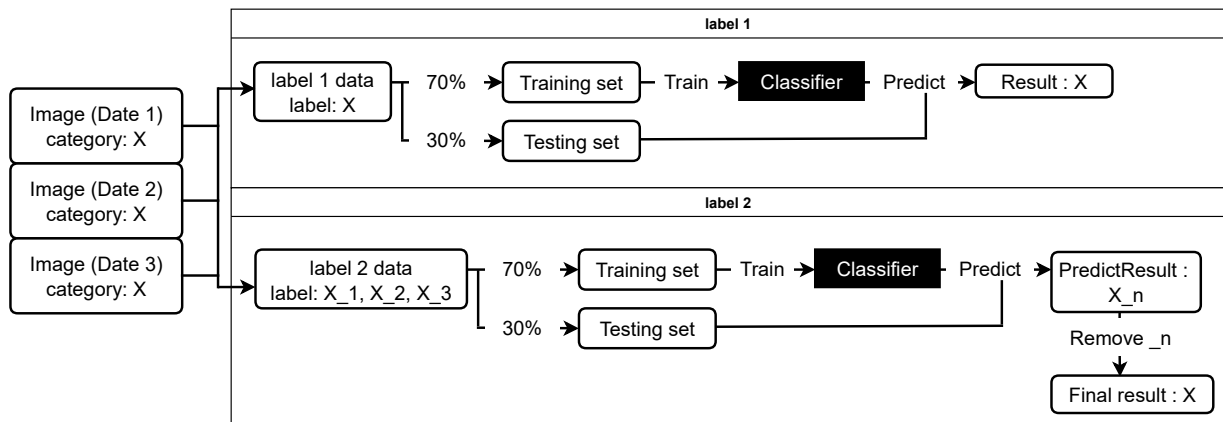 label 1
Image (Date 1)
category: X
Image (Date 2)
category: X
Image (Date 3)
category: X
label 1 data
label: X
70%
Training set
Train
Classifier
Predict
Result : X
30%
Testing set
label 2
label 2 data
label: X_1, X_2, X_3
70%
Training set
Train
Classifier
Predict
PredictResult :
X_n
30%
Testing set
Remove _n
Final result : X